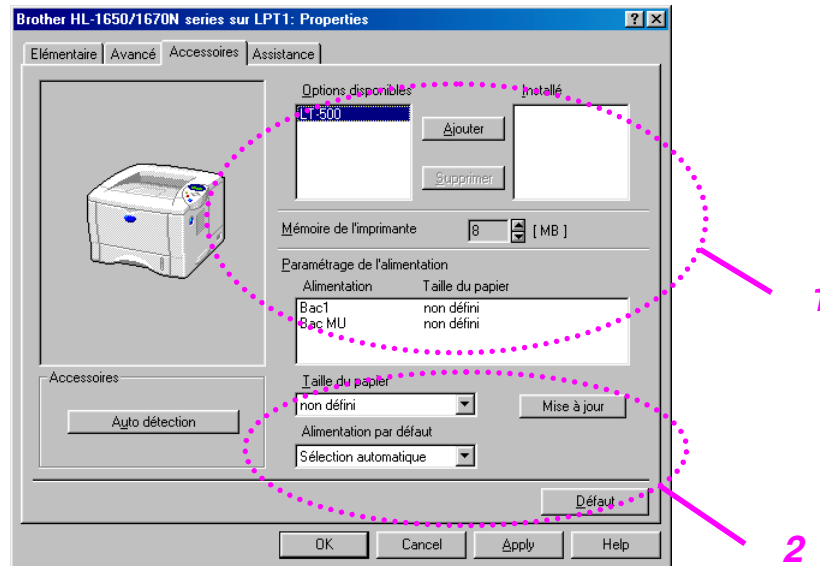 Brother HL-1650/1670N series sur LPT1: Properties
Elémentaire Avancé Accessoires Assistance
Options disponibles Installé
LT-500
Ajouter
Supprimer
Mémoire de l'imprimante 8 [ MB ]
Paramétrage de l'alimentation
Alimentation Taille du papier
Bac1 non défini
Bac MU non défini
1
Accessoires
Auto détection
Taille du papier
non défini Mise à jour
Alimentation par défaut
Sélection automatique
Défaut
OK Cancel Apply Help
2